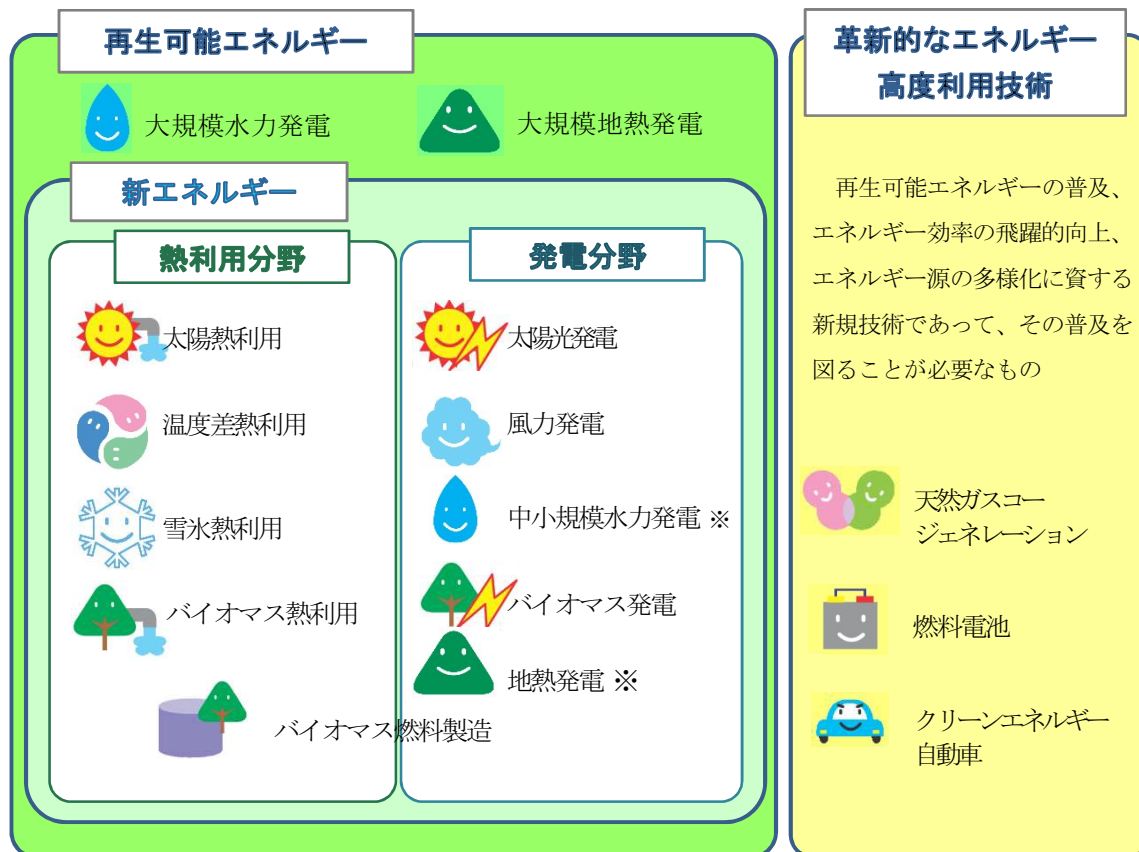 再生可能エネルギー
大規模水力発電
大規模地熱発電
新エネルギー
熱利用分野
太陽熱利用
温度差熱利用
雪氷熱利用
バイオマス熱利用
バイオマス燃料製造
発電分野
太陽光発電
風力発電
中小規模水力発電 ※
バイオマス発電
地熱発電 ※
革新的なエネルギー
高度利用技術
再生可能エネルギーの普及、
エネルギー効率の飛躍的向上、
エネルギー源の多様化に資する
新規技術であって、その普及を
図ることが必要なもの
天然ガスコー
ジェネレーション
燃料電池
クリーンエネルギー
自動車